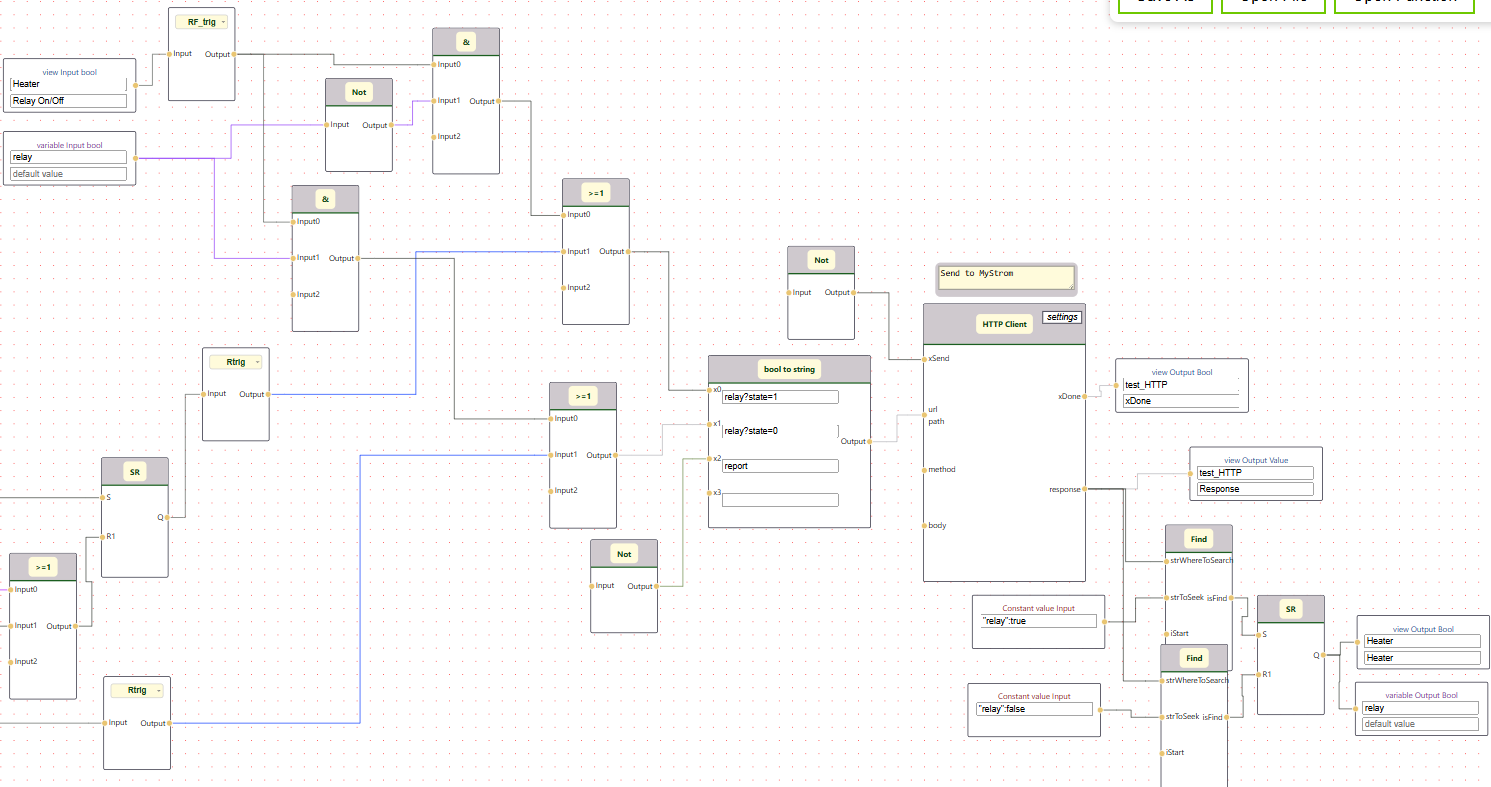 RF_trig
Input
Output
view Input bool
Heater
Relay On/Off
&
Input0
Input1
Output
Input2
Not
Input
Output
variable Input bool
relay
default value
&
Input0
Input1
Output
Input2
>=1
Input0
Input1
Output
Input2
Not
Input
Output
Send to MyStrom
HTTP Client
settings
xSend
url
path
xDone
method
response
body
view Output Bool
test_HTTP
xDone
Rtrig
Input
Output
>=1
Input0
Input1
Output
Input2
bool to string
x0
relay?state=1
x1
relay?state=0
Output
x2
report
x3
view Output Value
test_HTTP
Response
SR
S
Q
R1
>=1
Input0
Input1
Output
Input2
Not
Input
Output
Find
strWhereToSearch
strToSeek
isFind
iStart
Constant value Input
"relay":true
SR
S
Q
R1
view Output Bool
Heater
Heater
Find
strWhereToSearch
strToSeek
isFind
iStart
Constant value Input
"relay":false
variable Output Bool
relay
default value
Rtrig
Input
Output